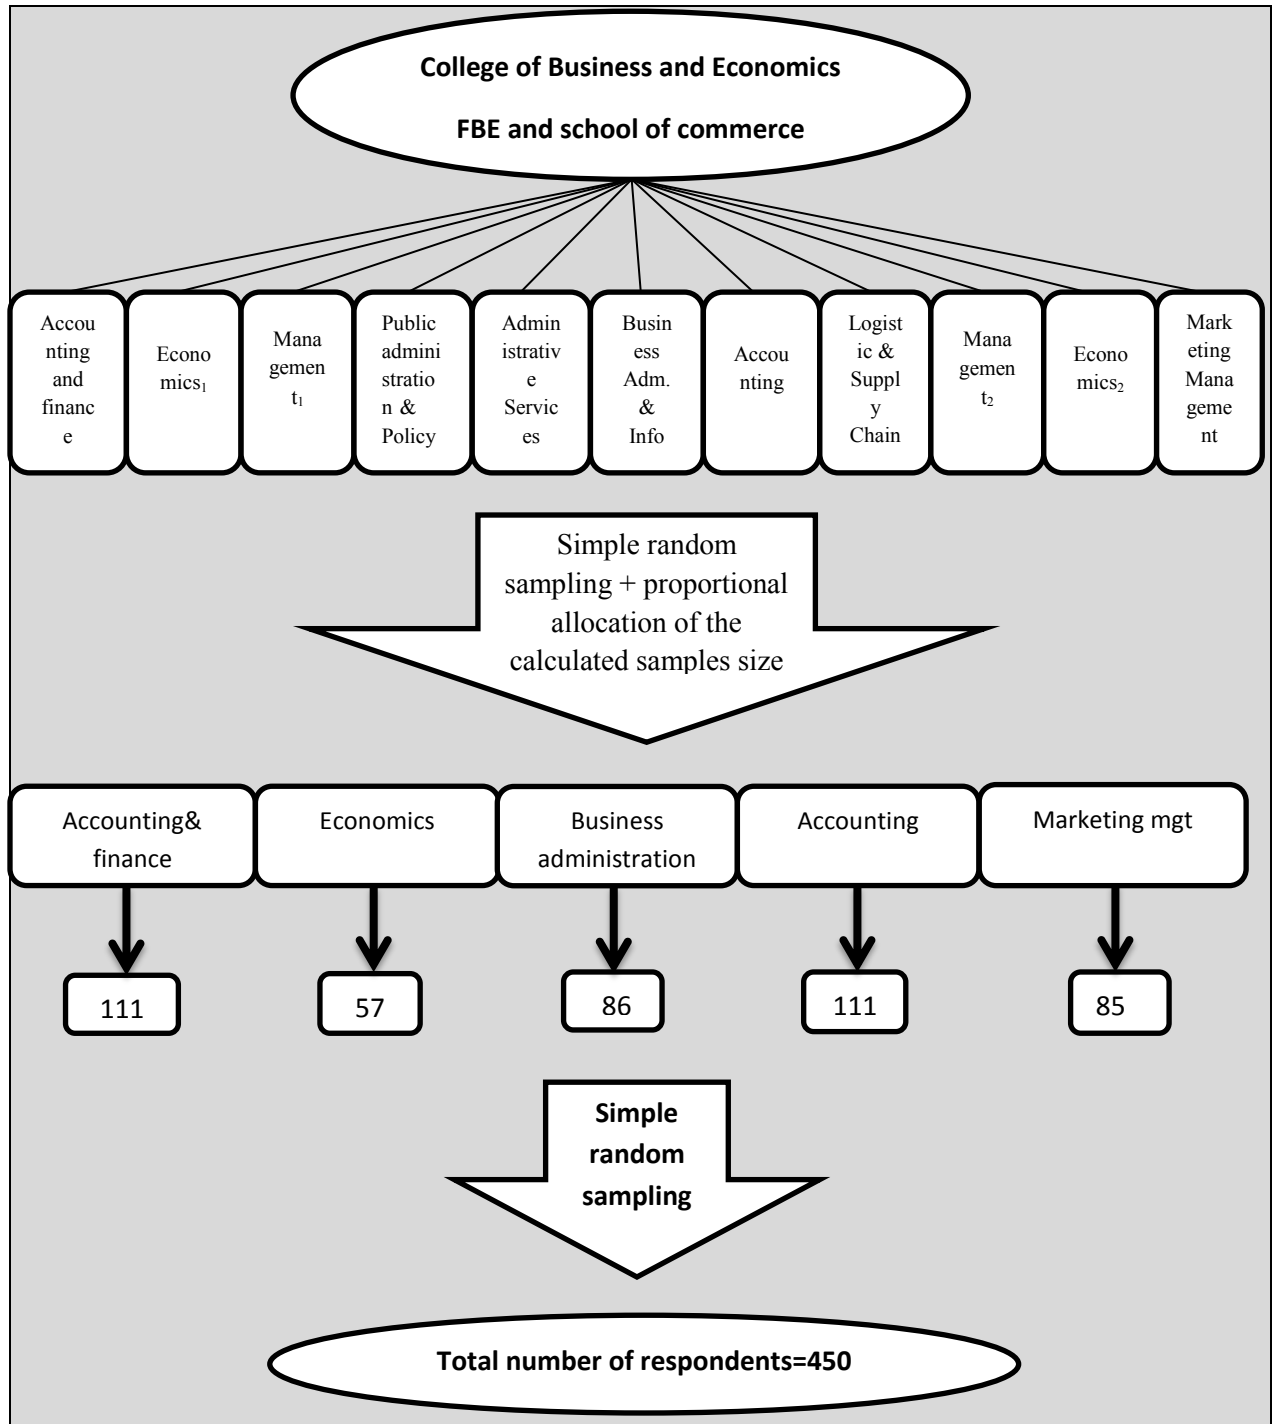 College of Business and Economics
FBE and school of commerce
Accou
nting
and
financ
e
Econo
mics₁
Mana
gemen
t₁
Public
admini
stratio
n &
Policy
Admin
istrativ
e
Servic
es
Busin
ess
Adm.
&
Info
Accou
nting
Logist
ic &
Suppl
y
Chain
Mana
gemen
t₂
Econo
mics₂
Mark
eting
Mana
geme
nt
Simple random
sampling + proportional
allocation of the
calculated samples size
Accounting&
finance
Economics
Business
administration
Accounting
Marketing mgt
111
57
86
111
85
Simple
random
sampling
Total number of respondents=450